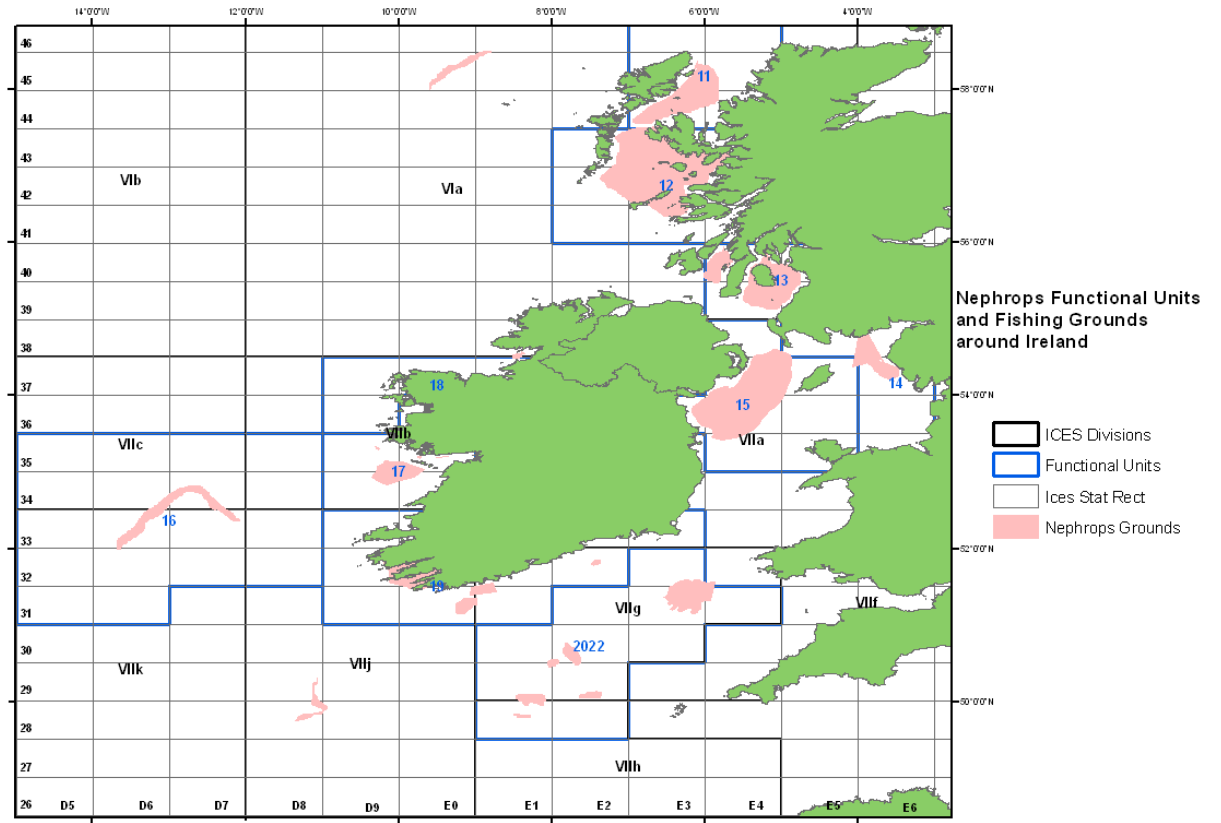 14°0'0"W 12°0'0"W 10°0'0"W 8°0'0"W 6°0'0"W 4°0'0"W
46
45
44
43
42
41
40
39
38
37
36
35
34
33
32
31
30
29
28
27
26
D5 D6 D7 D8 D9 E0 E1 E2 E3 E4 E5 E6
58°0'0"N
56°0'0"N
54°0'0"N
52°0'0"N
50°0'0"N
11
VIb
VIa
12
13
14
15
VIIa
18
VIIb
VIIc
17
16
19
VIIg
VIIf
2022
VIIk
VIIj
VIIh
Nephrops Functional Units
and Fishing Grounds
around Ireland
ICES Divisions
Functional Units
Ices Stat Rect
Nephrops Grounds